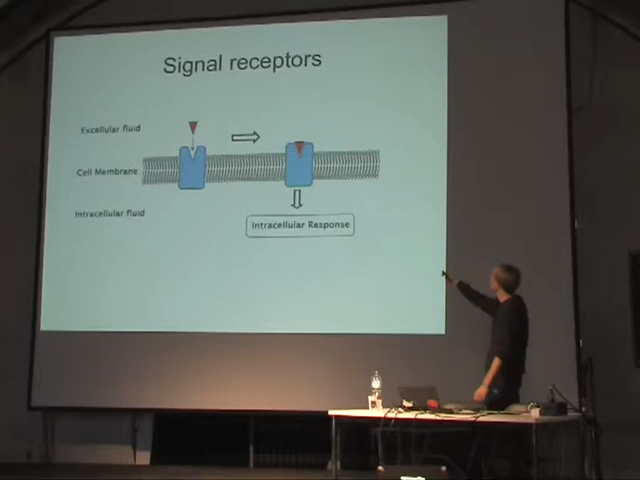 Signal receptors
Excellular fluid
Cell Membrane
Intracellular fluid
Intracellular Response